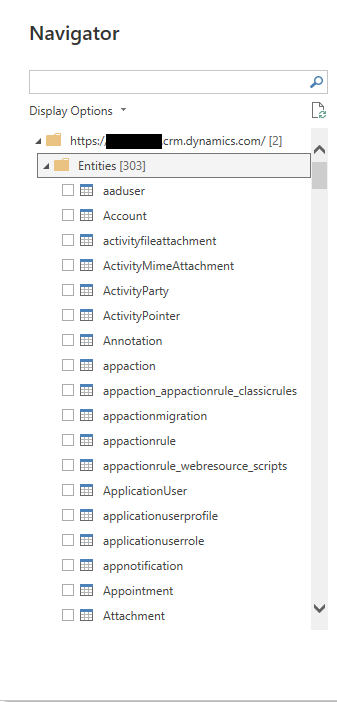 Navigator
Display Options
https:/ .crm.dynamics.com/ [2]
Entities [303]
aaduser
Account
activityfileattachment
ActivityMimeAttachment
ActivityParty
ActivityPointer
Annotation
appaction
appaction_appactionrule_classicrules
appactionmigration
appactionrule
appactionrule_webresource_scripts
ApplicationUser
applicationuserprofile
applicationuserrole
appnotification
Appointment
Attachment